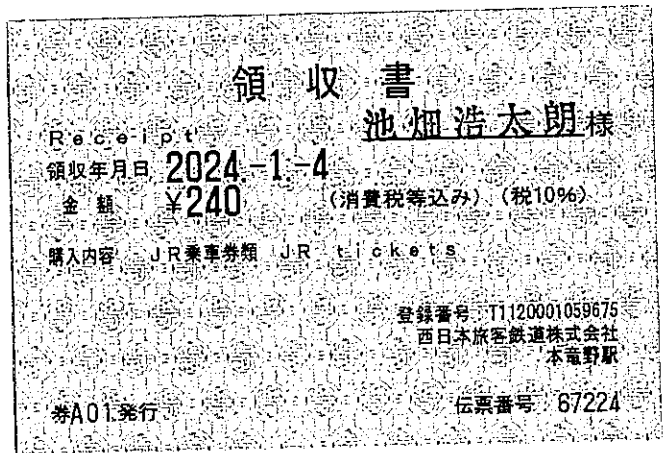 領収書
池畑浩太朗様
Receipt
領収年月日 2024.-1.-4
金額 ¥240 (消費税等込み) (税10%)
購入内容 JR乗車券類 JR tickets
登録番号 T1120001059675
西日本旅客鉄道株式会社
本竜野駅
券A01発行 伝票番号 67224